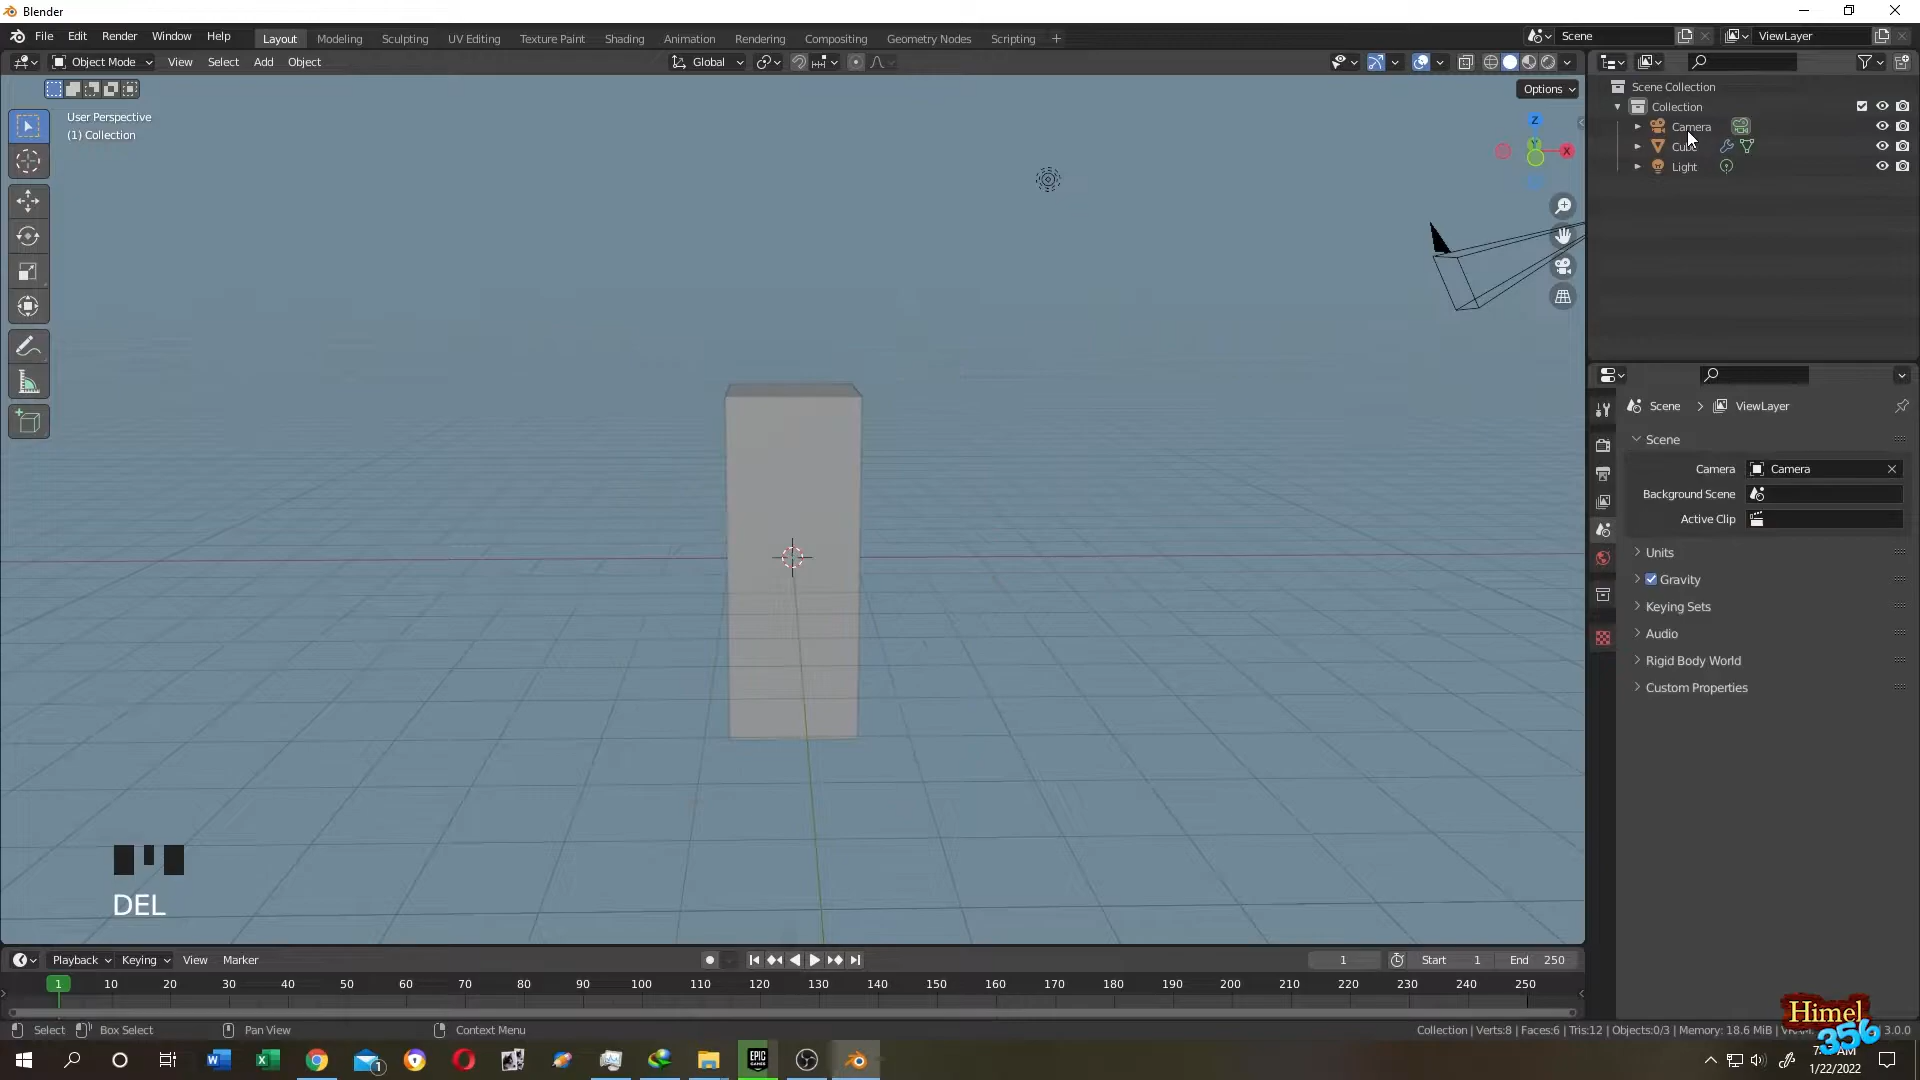 Blender
File Edit Render Window Help Layout Modeling Sculpting UV Editing Texture Paint Shading Animation Rendering Compositing Geometry Nodes Scripting + Scene ViewLayer
Object Mode View Select Add Object Global
Options
User Perspective
(1) Collection
Z
X
Scene Collection
Collection
Camera
Light
Scene > ViewLayer
Scene
Camera Camera
Background Scene
Active Clip
Units
Gravity
Keying Sets
Audio
Rigid Body World
Custom Properties
DEL
Playback Keying View Marker 1 Start 1 End 250
1 10 20 30 40 50 60 70 80 90 100 110 120 130 140 150 160 170 180 190 200 210 220 230 240 250
Select Box Select Pan View Context Menu Collection | Verts:8 | Faces:6 | Tris:12 | Objects:0/3 | Memory: 18.6 MiB | 3.0.0
Himel
356
EPIC GAMES
1
AM
1/22/2022